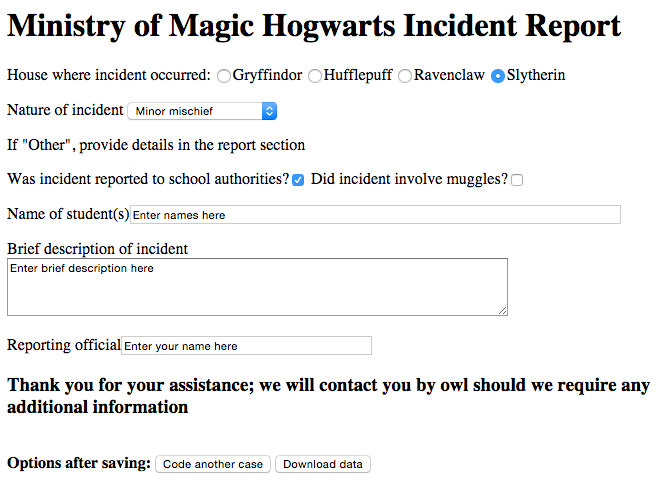 Ministry of Magic Hogwarts Incident Report
House where incident occurred: Gryffindor Hufflepuff Ravenclaw Slytherin
Nature of incident Minor mischief
If "Other", provide details in the report section
Was incident reported to school authorities? Did incident involve muggles?
Name of student(s) Enter names here
Brief description of incident
Enter brief description here
Reporting official Enter your name here
Thank you for your assistance; we will contact you by owl should we require any
additional information
Options after saving: Code another case Download data